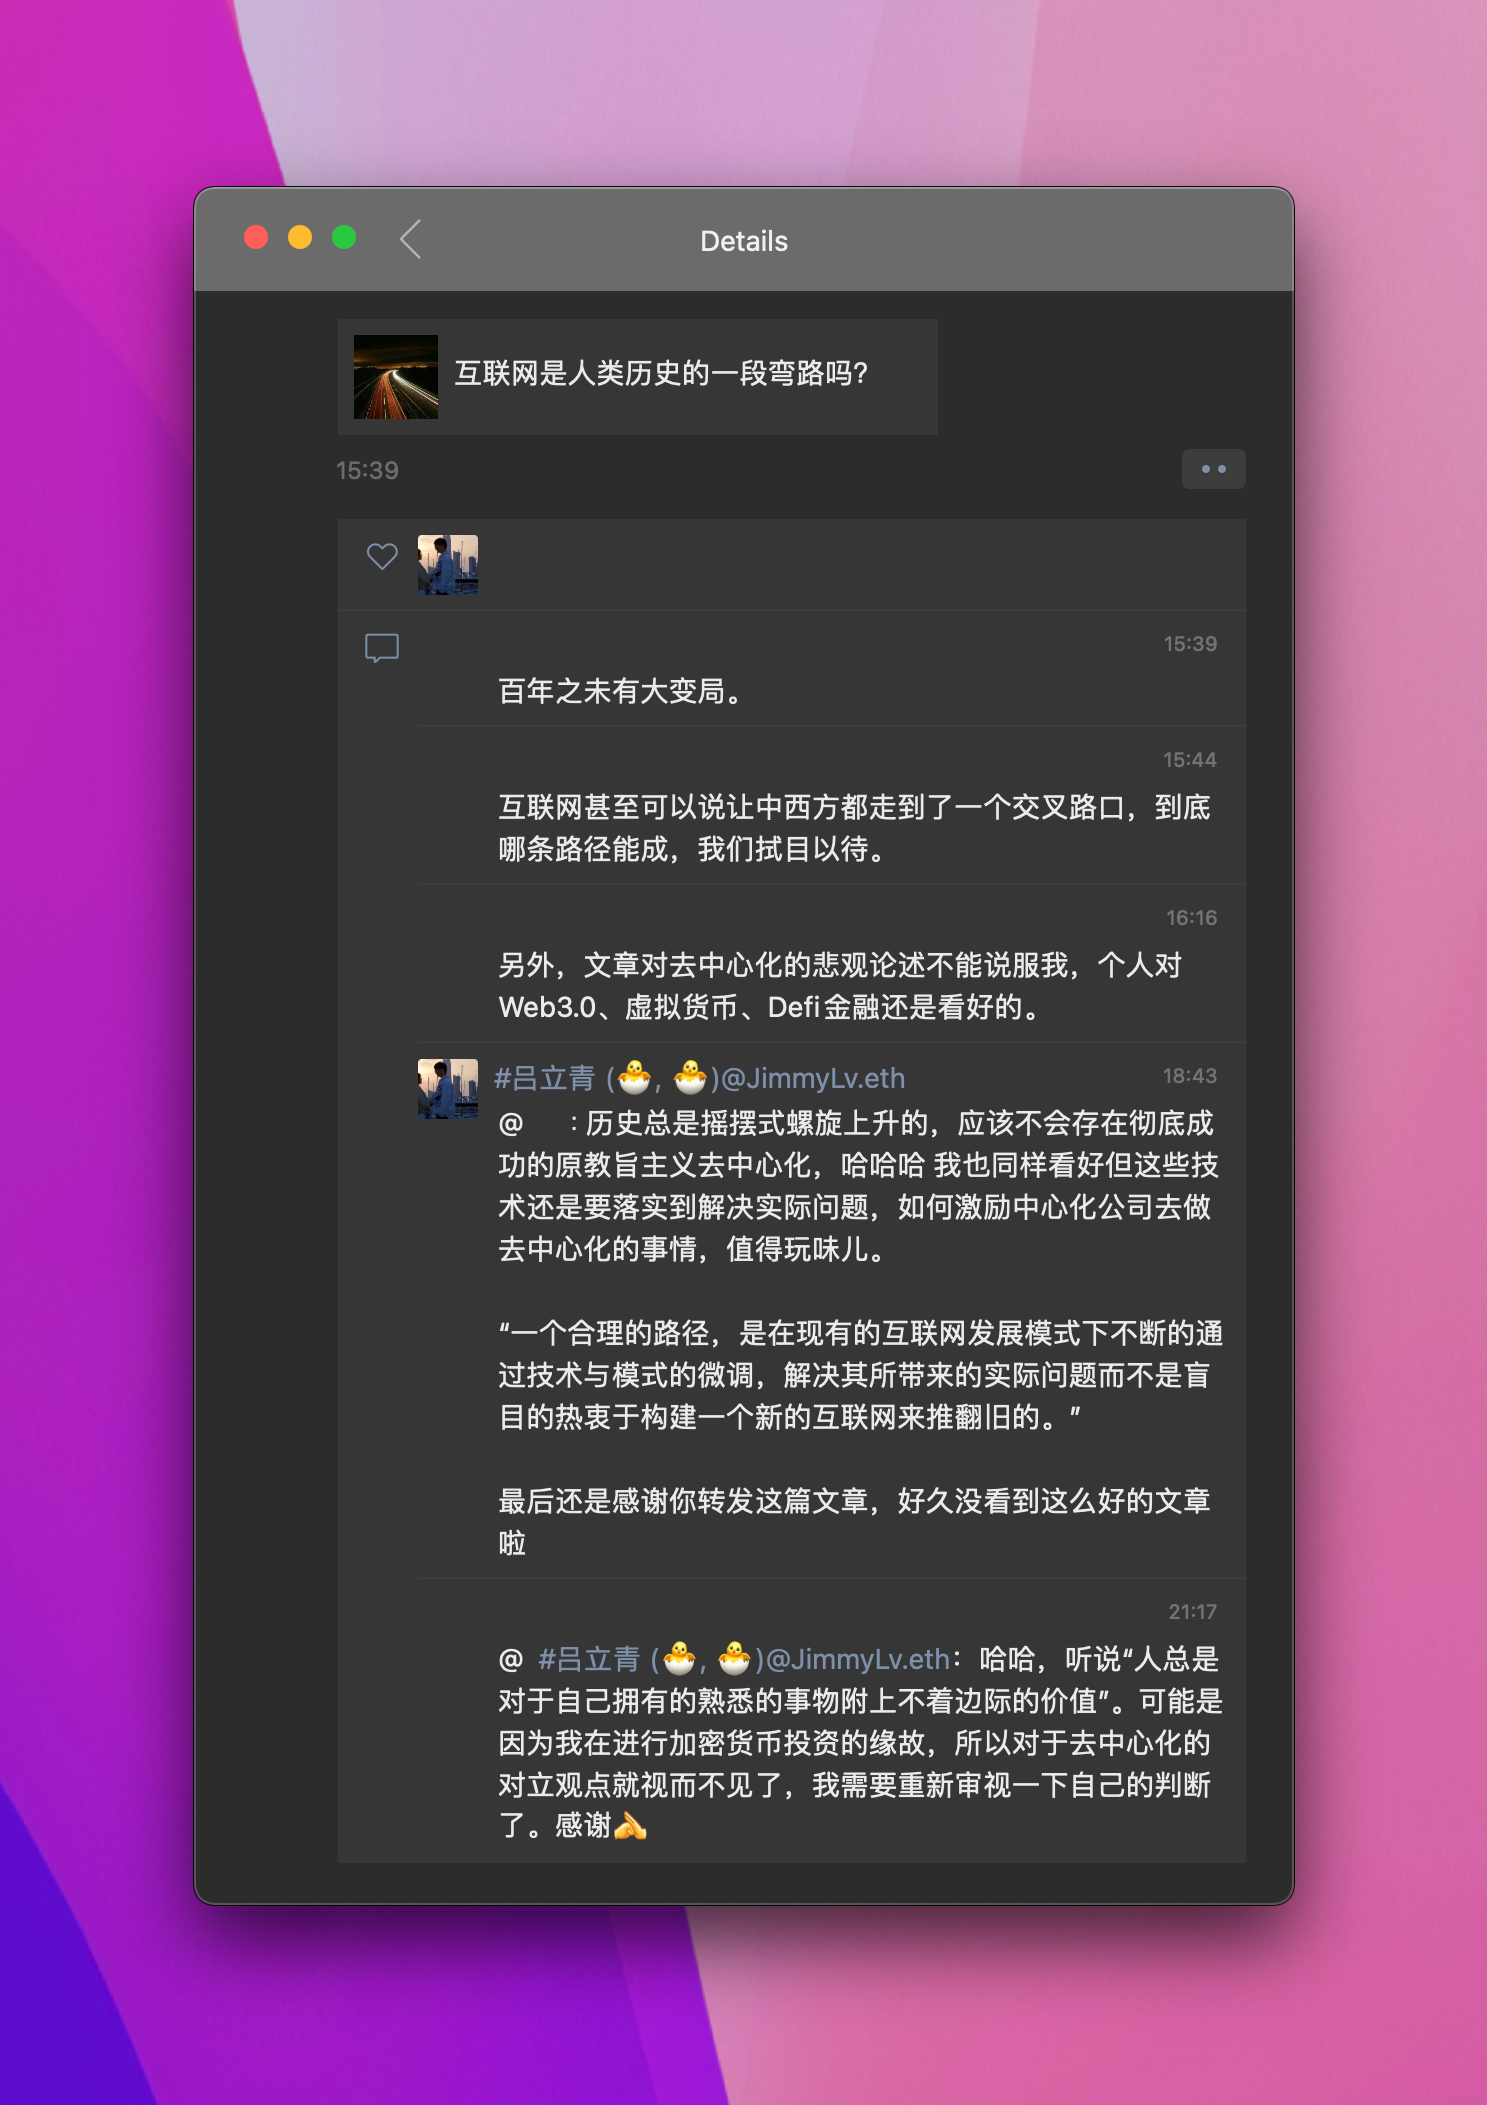 Details
互联网是人类历史的一段弯路吗?
15:39
15:39
百年之未有大变局。
15:44
互联网甚至可以说让中西方都走到了一个交叉路口，到底
哪条路径能成，我们拭目以待。
16:16
另外，文章对去中心化的悲观论述不能说服我，个人对
Web3.0、虚拟货币、Defi金融还是看好的。
#吕立青 (🐣, 🐣)@JimmyLv.eth
18:43
@ : 历史总是摇摆式螺旋上升的，应该不会存在彻底成
功的原教旨主义去中心化，哈哈哈 我也同样看好但这些技
术还是要落实到解决实际问题，如何激励中心化公司去做
去中心化的事情，值得玩味儿。
“一个合理的路径，是在现有的互联网发展模式下不断的通
过技术与模式的微调，解决其所带来的实际问题而不是盲
目的热衷于构建一个新的互联网来推翻旧的。”
最后还是感谢你转发这篇文章，好久没看到这么好的文章
啦
21:17
@ #吕立青 (🐣, 🐣)@JimmyLv.eth：哈哈，听说“人总是
对于自己拥有的熟悉的事物附上不着边际的价值”。可能是
因为我在进行加密货币投资的缘故，所以对于去中心化的
对立观点就视而不见了，我需要重新审视一下自己的判断
了。感谢🙏